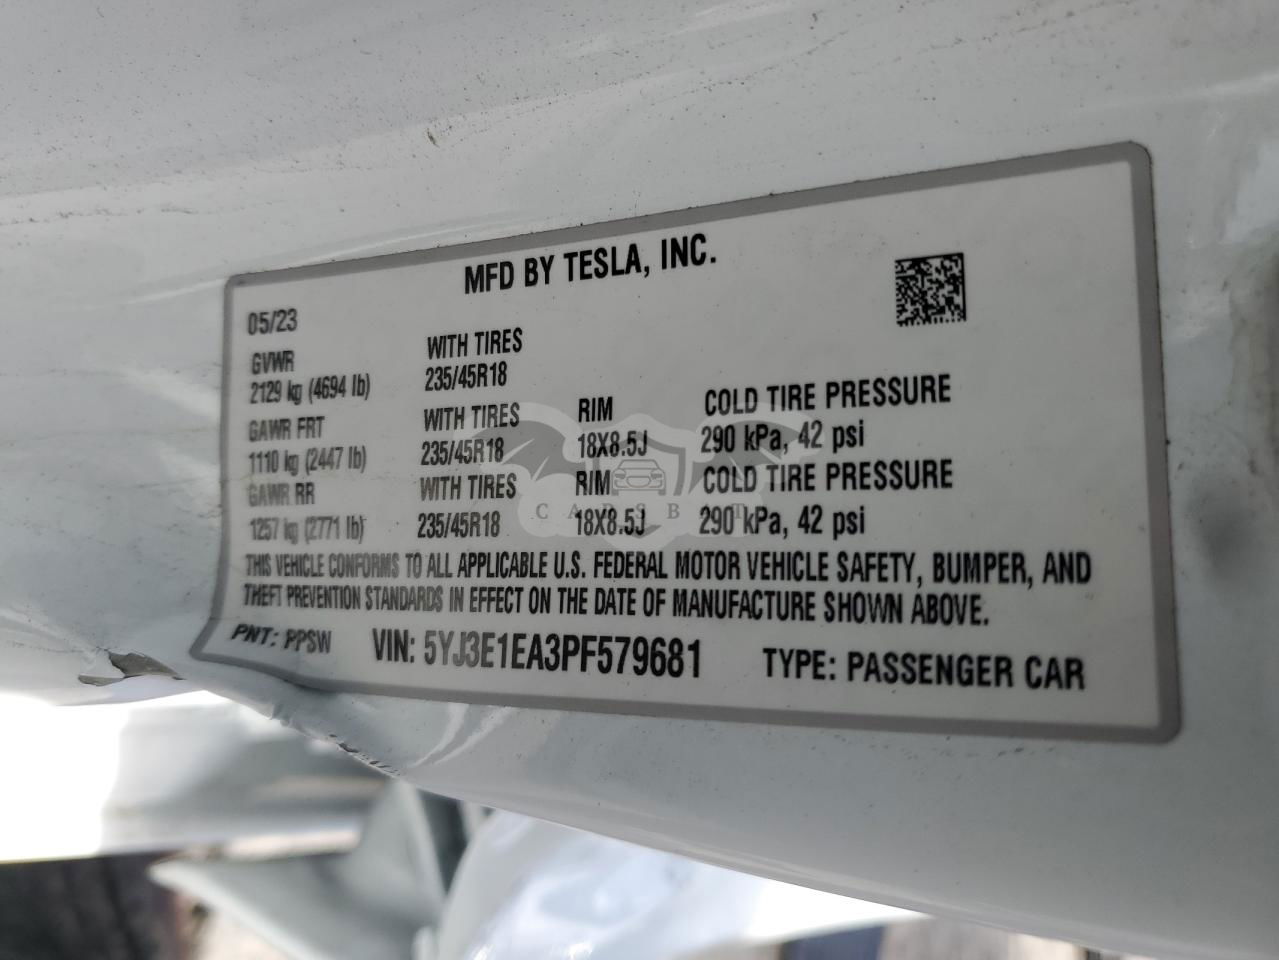 MFD BY TESLA, INC.
05/23
GVWR WITH TIRES
2129 kg (4694 lb) 235/45R18
GAWR FRT WITH TIRES RIM COLD TIRE PRESSURE
1110 kg (2447 lb) 235/45R18 18X8.5J 290 kPa, 42 psi
GAWR RR WITH TIRES RIM COLD TIRE PRESSURE
1257 kg (2771 lb) 235/45R18 18X8.5J 290 kPa, 42 psi
THIS VEHICLE CONFORMS TO ALL APPLICABLE U.S. FEDERAL MOTOR VEHICLE SAFETY, BUMPER, AND
THEFT PREVENTION STANDARDS IN EFFECT ON THE DATE OF MANUFACTURE SHOWN ABOVE.
PNT: PPSW VIN: 5YJ3E1EA3PF579681 TYPE: PASSENGER CAR